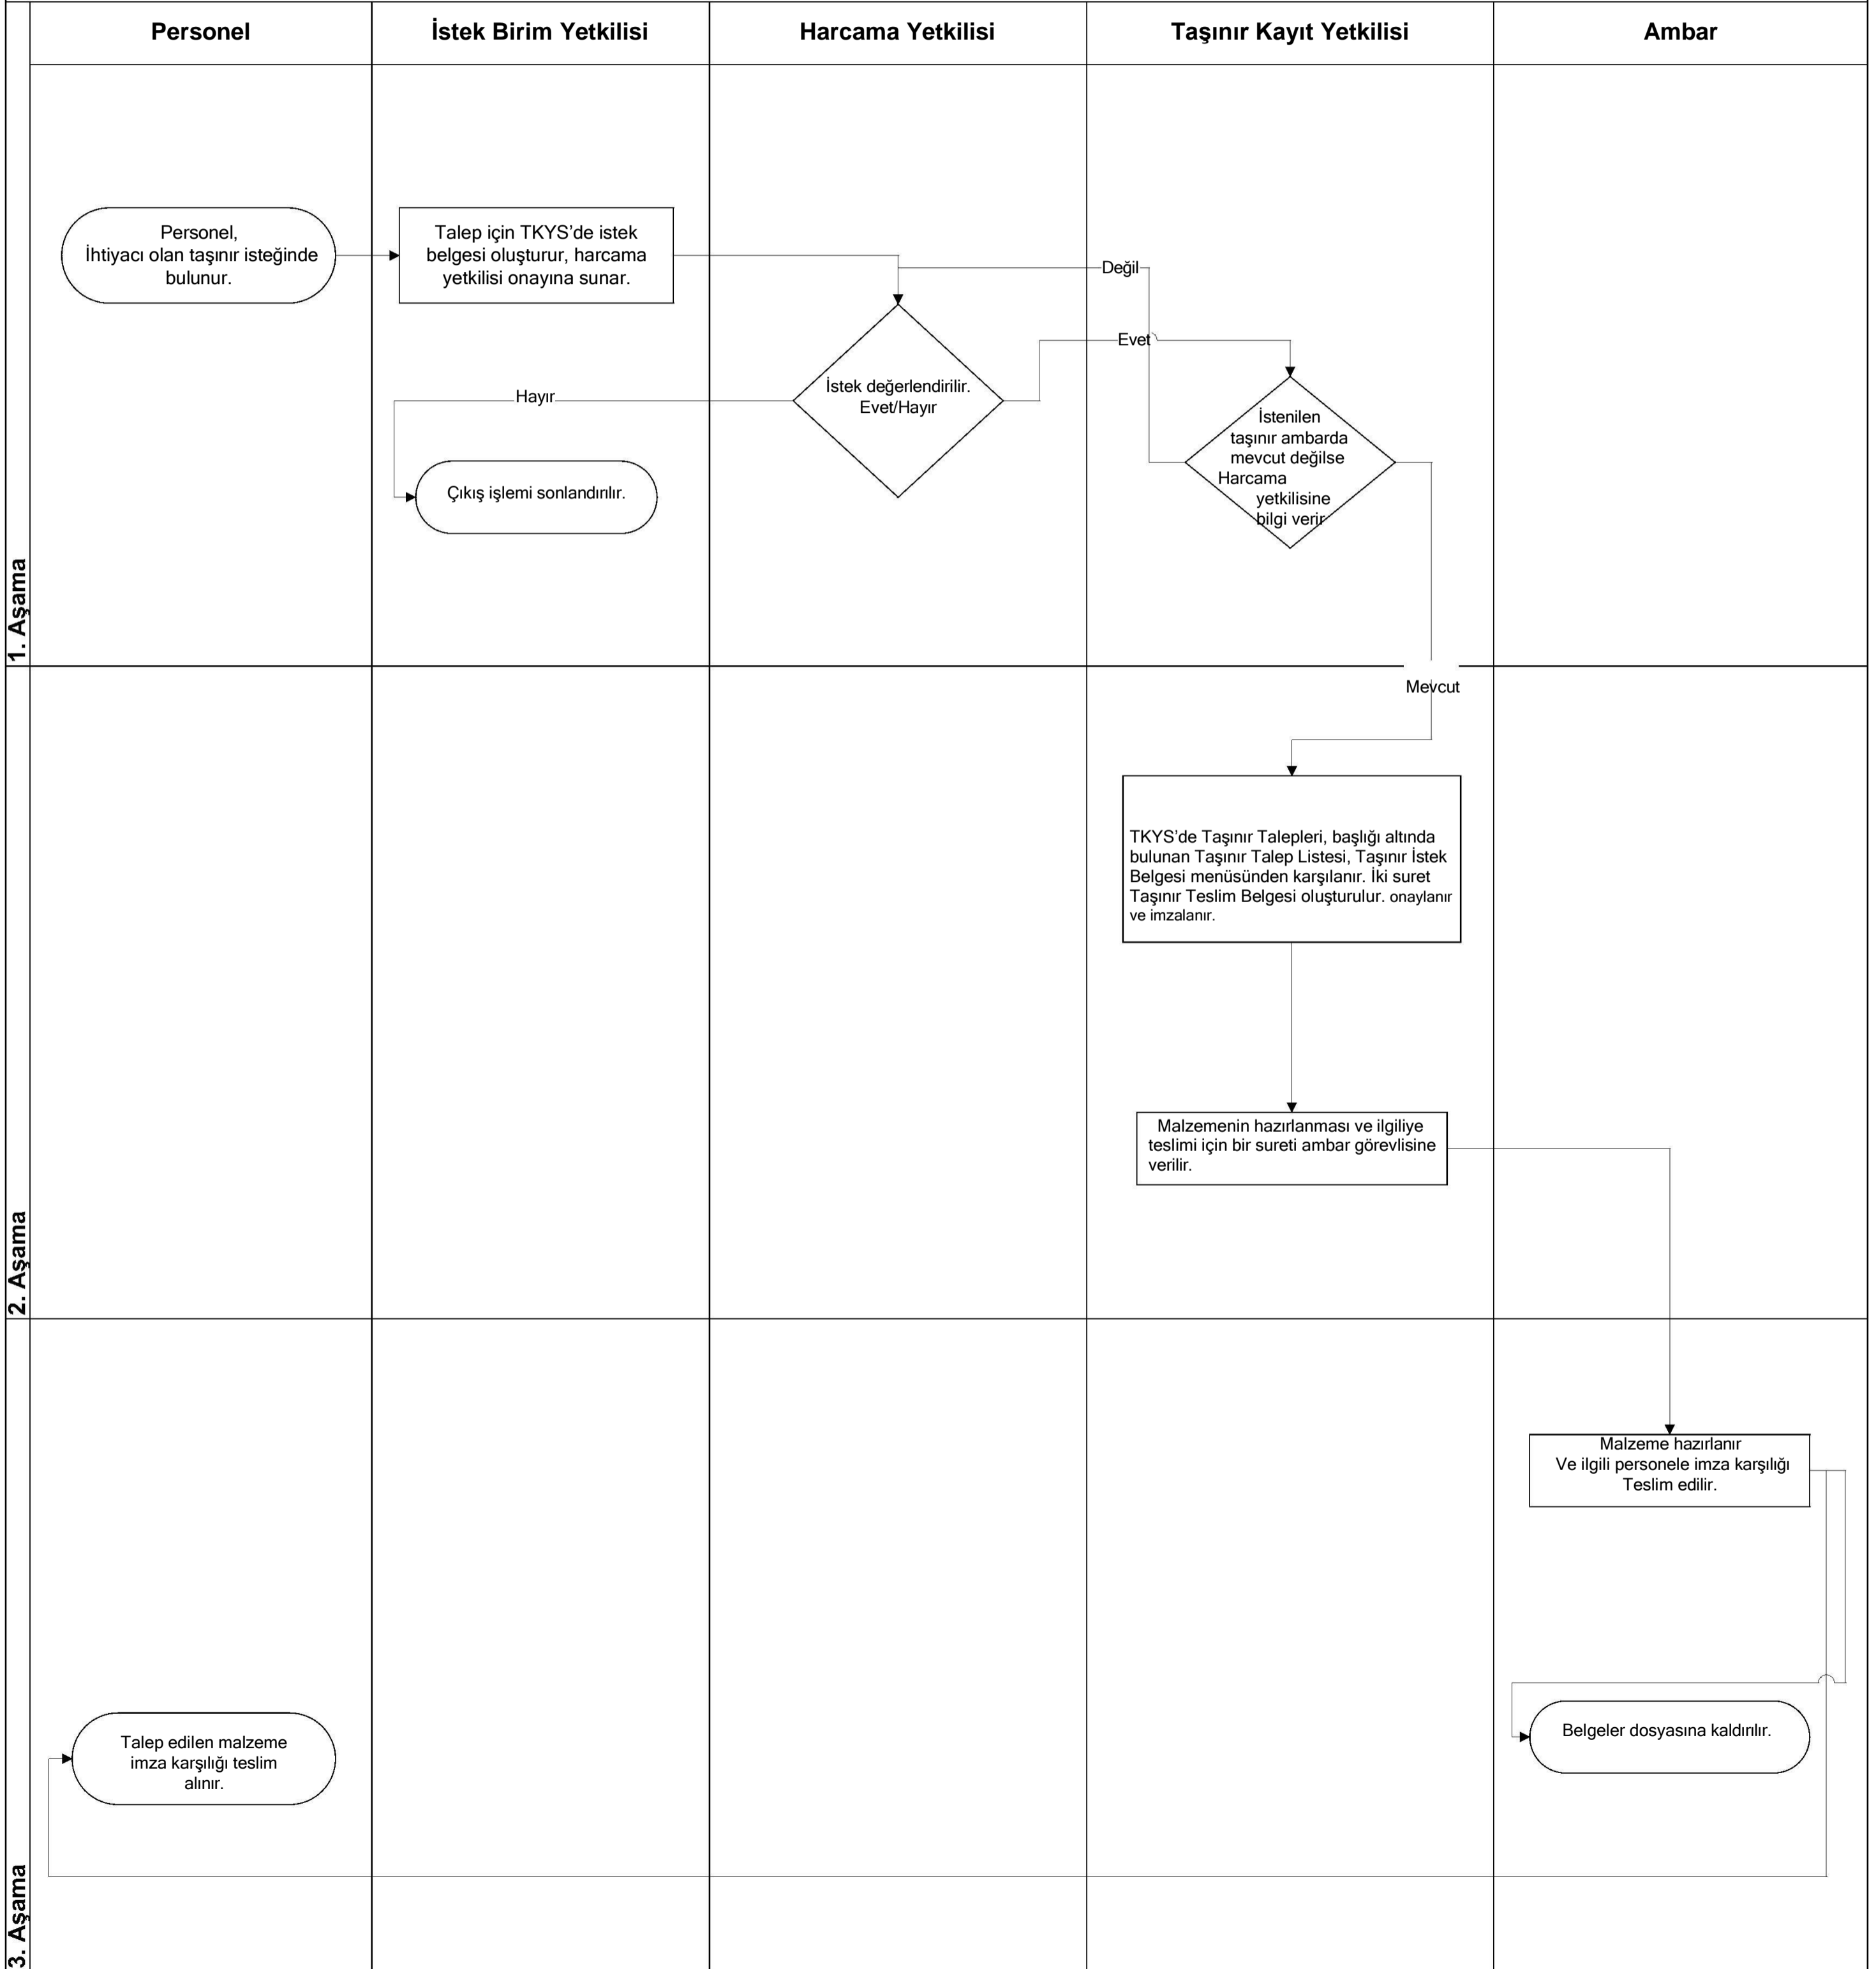 Personel
İstek Birim Yetkilisi
Harcama Yetkilisi
Taşınır Kayıt Yetkilisi
Ambar
1. Aşama
Personel,
İhtiyacı olan taşınır isteğinde
bulunur.
Talep için TKYS’de istek
belgesi oluşturur, harcama
yetkilisi onayına sunar.
Değil
Evet
Hayır
İstek değerlendirilir.
Evet/Hayır
İstenilen
taşınır ambarda
mevcut değilse
Harcama
yetkilisine
bilgi verir
Çıkış işlemi sonlandırılır.
2. Aşama
Mevcut
TKYS’de Taşınır Talepleri, başlığı altında
bulunan Taşınır Talep Listesi, Taşınır İstek
Belgesi menüsünden karşılanır. İki suret
Taşınır Teslim Belgesi oluşturulur. onaylanır
ve imzalanır.
Malzemenin hazırlanması ve ilgiliye
teslimi için bir sureti ambar görevlisine
verilir.
3. Aşama
Malzeme hazırlanır
Ve ilgili personele imza karşılığı
Teslim edilir.
Talep edilen malzeme
imza karşılığı teslim
alınır.
Belgeler dosyasına kaldırılır.